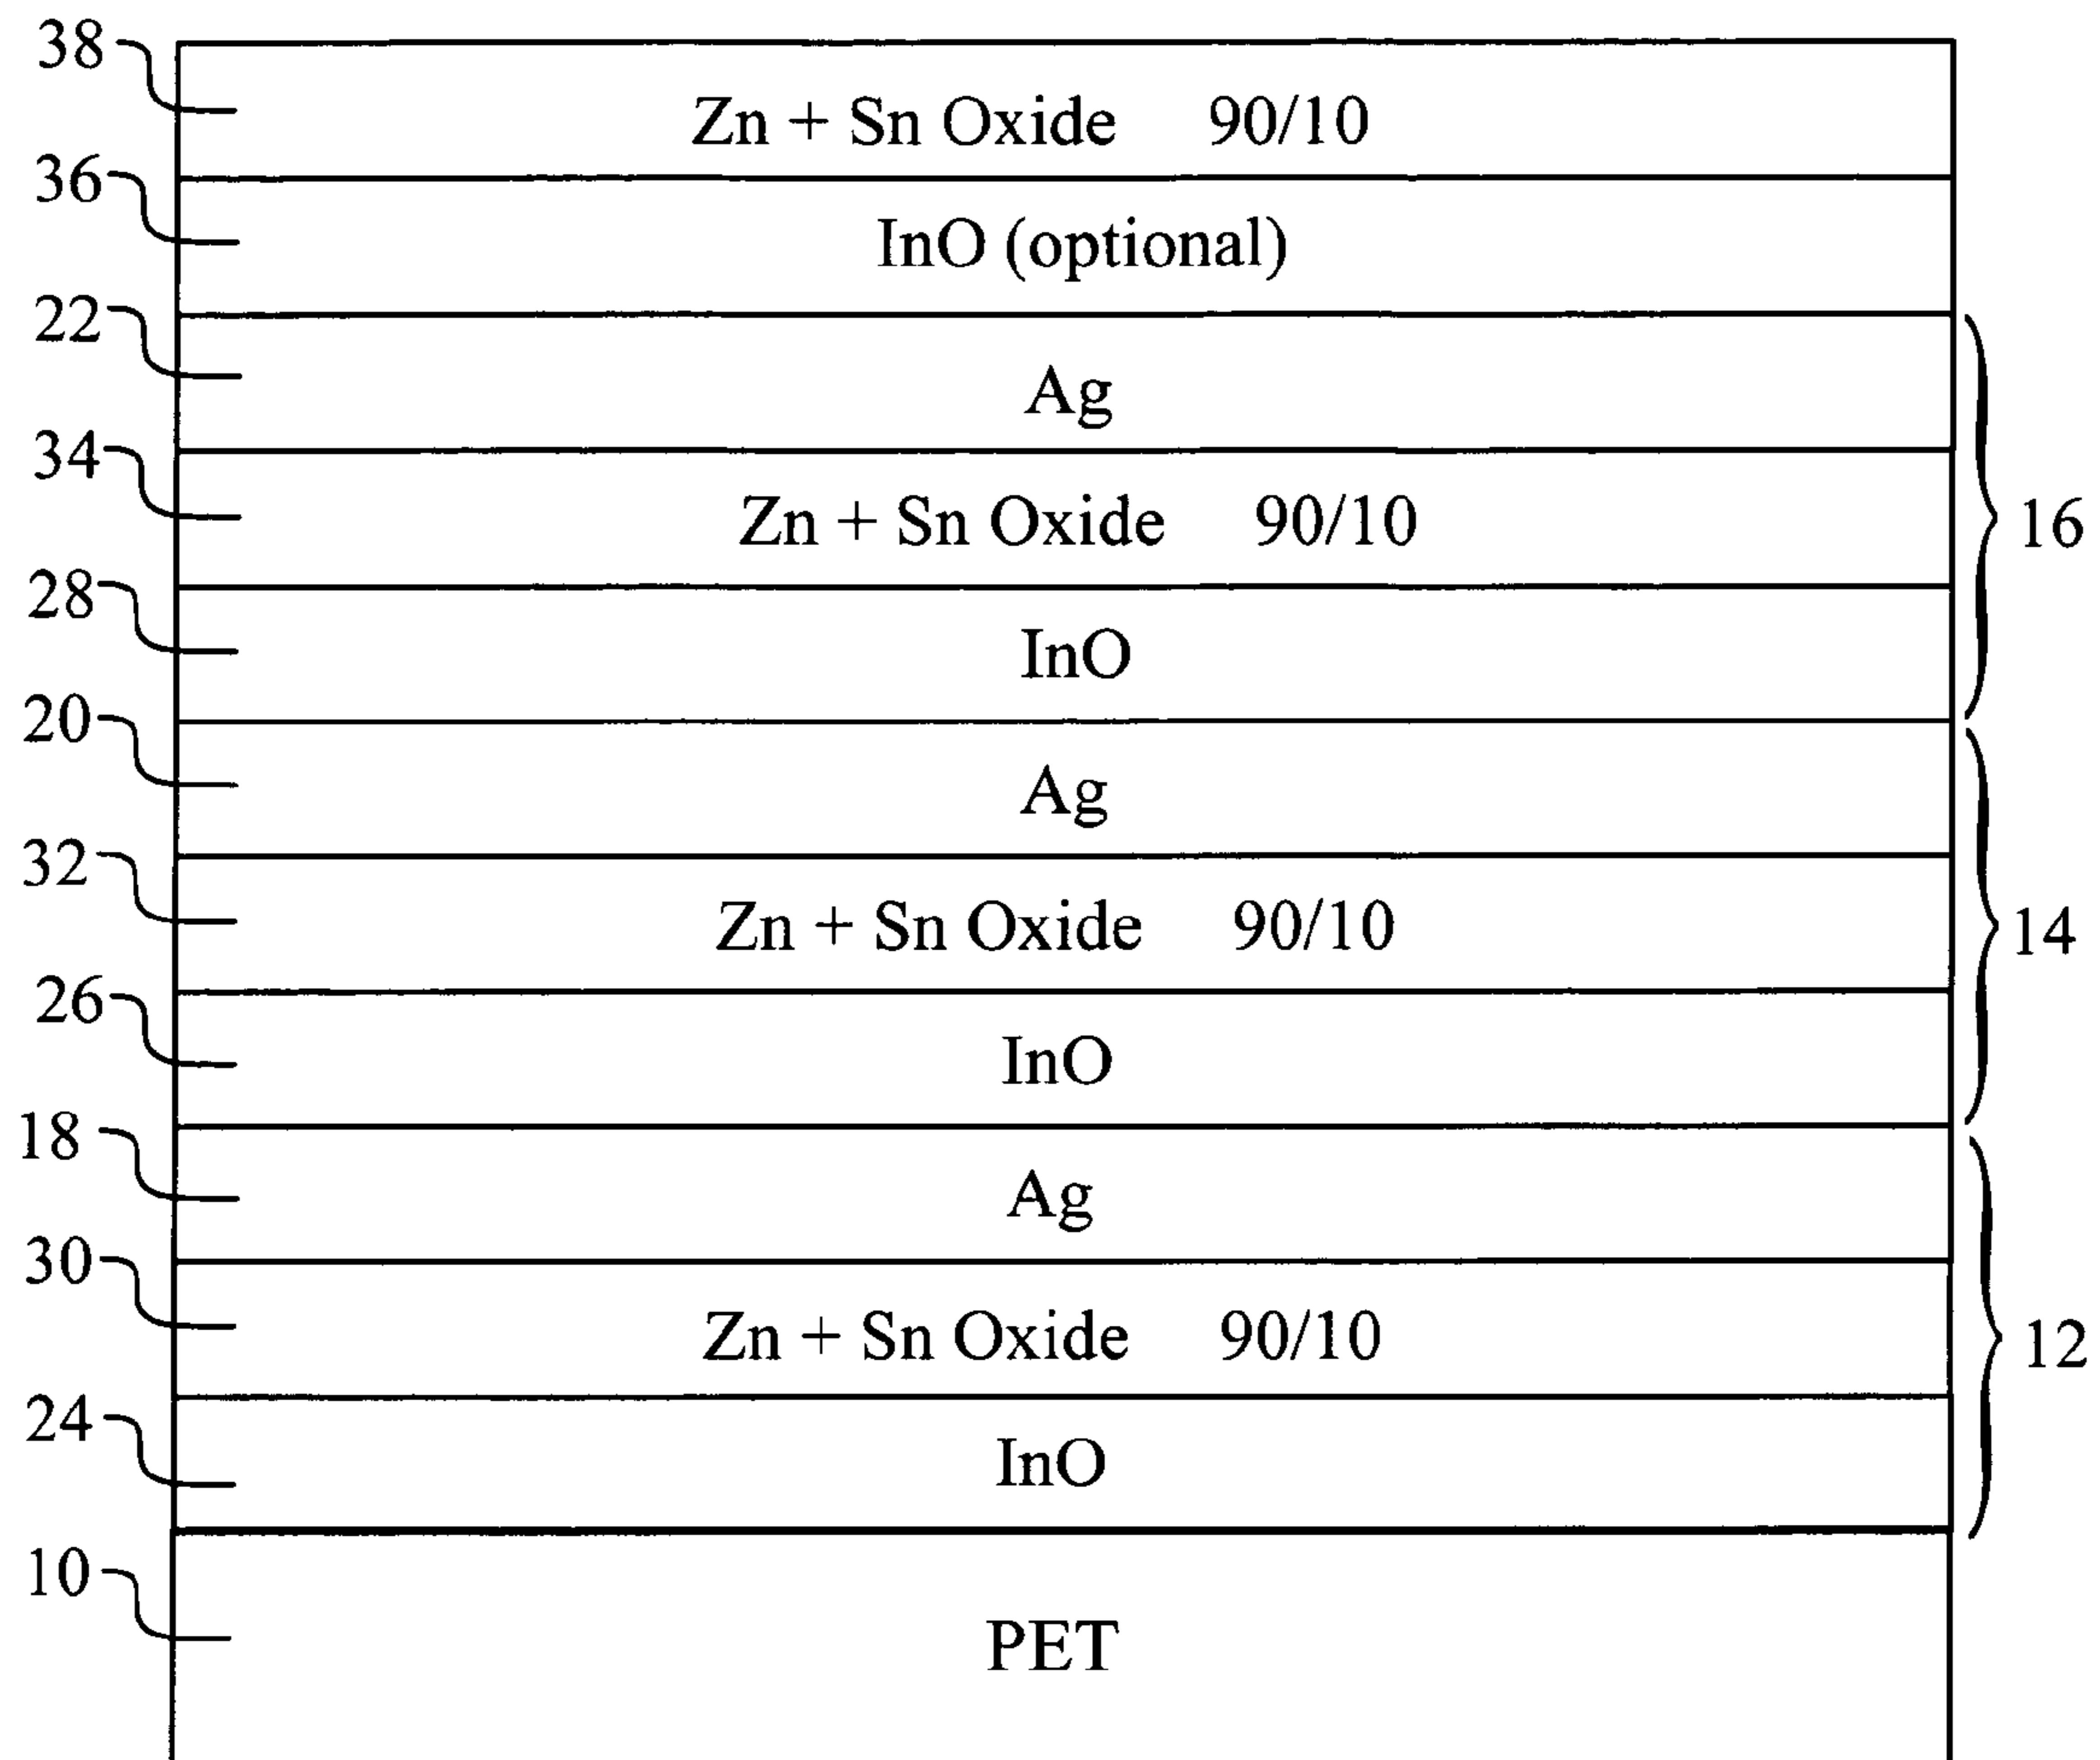 38 Zn + Sn Oxide 90/10
36 InO (optional)
22 Ag
34 Zn + Sn Oxide 90/10 16
28 InO
20 Ag
32 Zn + Sn Oxide 90/10 14
26 InO
18 Ag
30 Zn + Sn Oxide 90/10 12
24 InO
10 PET